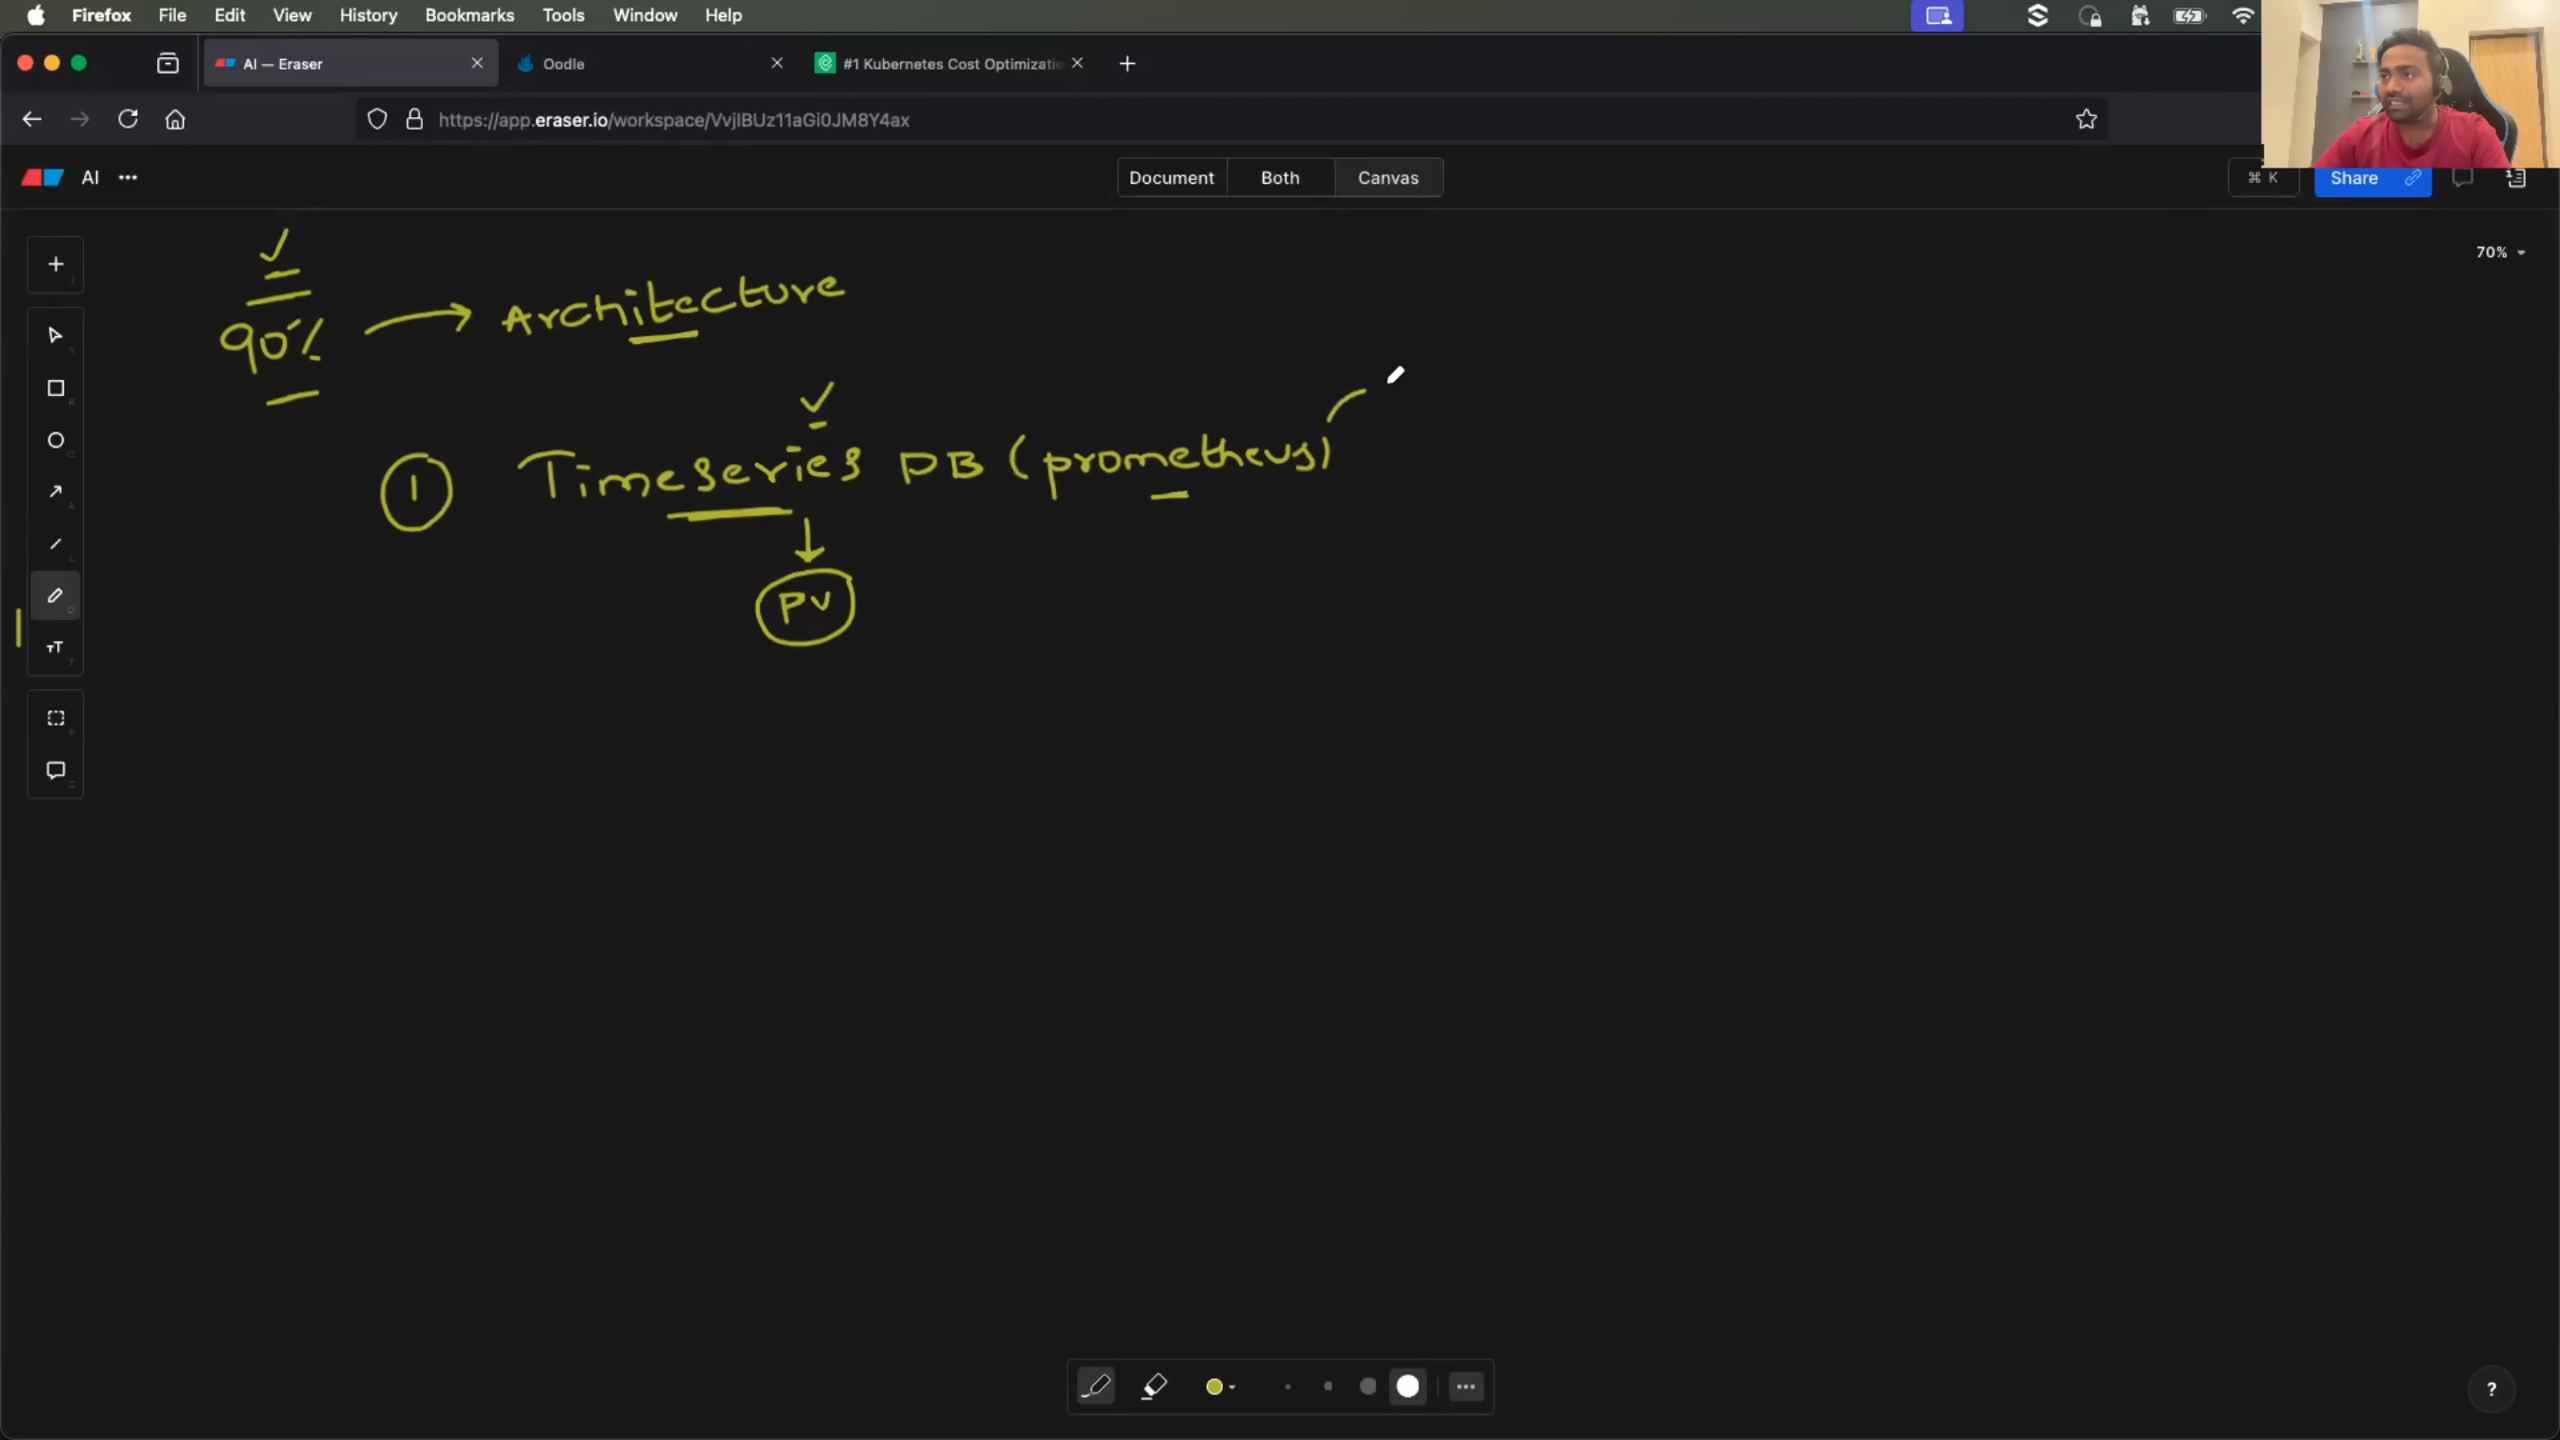 Firefox File Edit View History Bookmarks Tools Window Help
AI — Eraser Oodle #1 Kubernetes Cost Optimizatio
https://app.eraser.io/workspace/VvjIBUz11aGi0JM8Y4ax
AI Document Both Canvas ⌘ K Share
70%
90% → Architecture
1 Timeseries DB (prometheus)
PV
TT
?